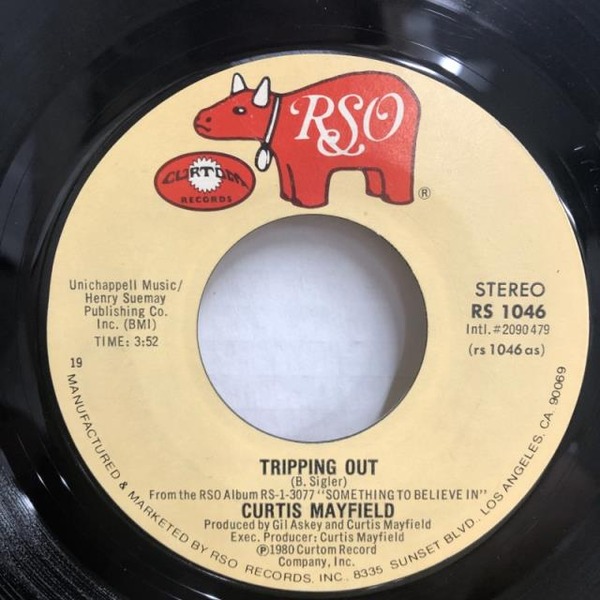 RSO
®
CURTOM
RECORDS
Unichappell Music/
Henry Suemay
Publishing Co.
Inc. (BMI)
TIME: 3:52
STEREO
RS 1046
Intl. #2090 479
(rs 1046 as)
19
TRIPPING OUT
(B. Sigler)
From the RSO Album RS-1-3077 "SOMETHING TO BELIEVE IN"
CURTIS MAYFIELD
Produced by Gil Askey and Curtis Mayfield
Exec. Producer: Curtis Mayfield
℗1980 Curtom Record
Company, Inc.
MANUFACTURED & MARKETED BY RSO RECORDS, INC., 8335 SUNSET BLVD., LOS ANGELES, CA. 90069